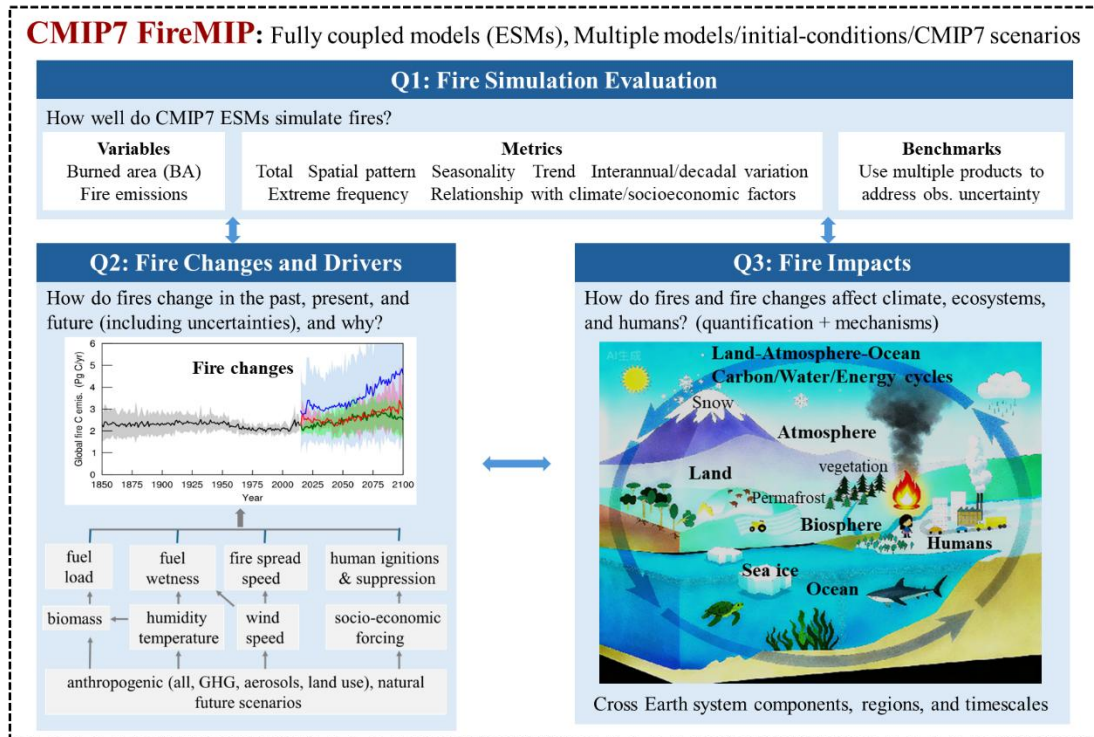 CMIP7 FireMIP: Fully coupled models (ESMs), Multiple models/initial-conditions/CMIP7 scenarios
Q1: Fire Simulation Evaluation
How well do CMIP7 ESMs simulate fires?
Variables
Burned area (BA)
Fire emissions
Metrics
Total Spatial pattern Seasonality Trend Interannual/decadal variation
Extreme frequency Relationship with climate/socioeconomic factors
Benchmarks
Use multiple products to
address obs. uncertainty
Q2: Fire Changes and Drivers
How do fires change in the past, present, and
future (including uncertainties), and why?
Fire changes
Global fire C emis. (Pg C/yr)
6
5
4
3
2
1
0
1850 1875 1900 1925 1950 1975 2000 2025 2050 2075 2100
Year
fuel
load
fuel
wetness
fire spread
speed
human ignitions
& suppression
biomass
humidity
temperature
wind
speed
socio-economic
forcing
anthropogenic (all, GHG, aerosols, land use), natural
future scenarios
Q3: Fire Impacts
How do fires and fire changes affect climate, ecosystems,
and humans? (quantification + mechanisms)
AI生成
Land-Atmosphere-Ocean
Carbon/Water/Energy cycles
Snow
Atmosphere
Land
vegetation
Permafrost
Biosphere
Humans
Sea ice
Ocean
Cross Earth system components, regions, and timescales